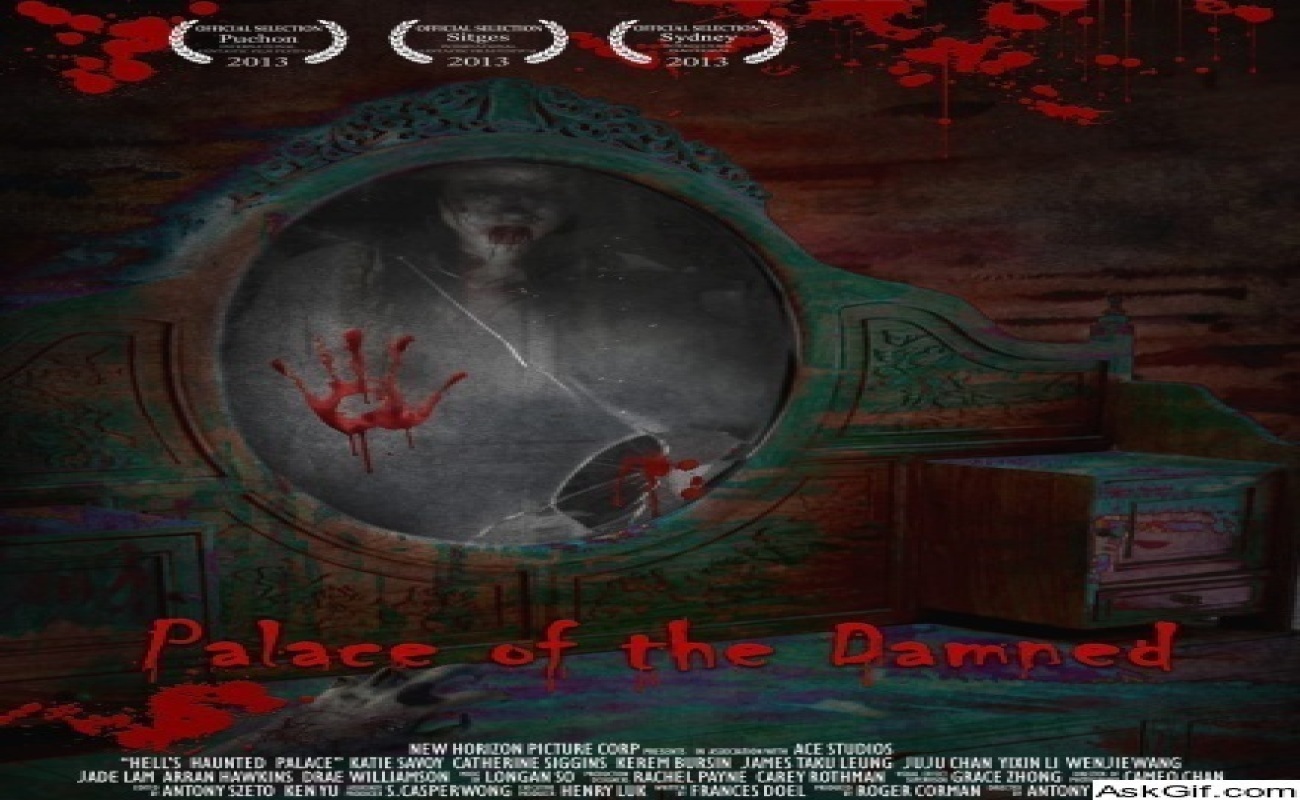 OFFICIAL SELECTION
Puchon
2013
OFFICIAL SELECTION
Sitges
2013
OFFICIAL SELECTION
Sydney
2013
Palace of the Damned
NEW HORIZON PICTURE CORP PRESENTS IN ASSOCIATION WITH ACE STUDIOS
"HELL'S HAUNTED PALACE" KATIE SAVOY CATHERINE SIGGINS KEREM BURSIN JAMES TAKU LEUNG JUJU CHAN YIXIN LI WENJIE WANG
JADE LAM ARRAN HAWKINS DRAE WILLIAMSON LONGAN SO RACHEL PAYNE CAREY ROTHMAN GRACE ZHONG CAMEO CHAN
ANTONY SZETO KEN YU S.CASPER WONG HENRY LUK FRANCES DOEL ROGER CORMAN ANTONY
AskGif.com